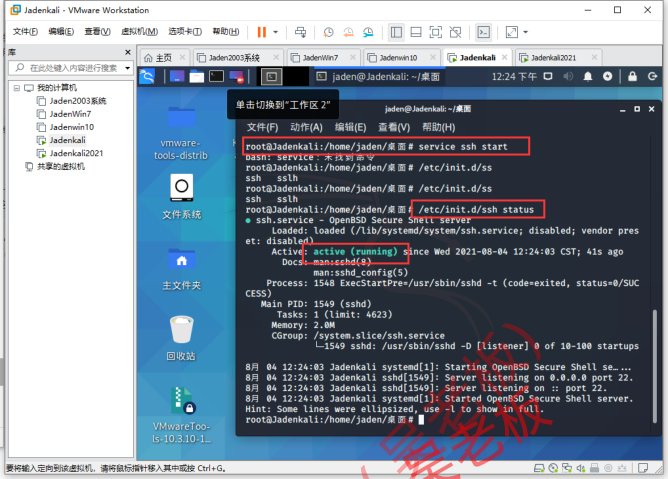 Jadenkali - VMware Workstation
文件(F) 编辑(E) 查看(V) 虚拟机(M) 选项卡(T) 帮助(H)
库
在此处键入内容进行搜索
我的计算机
Jaden2003系统
JadenWin7
Jadenwin10
Jadenkali
Jadenkali2021
共享的虚拟机
主页 Jaden2003系统 JadenWin7 Jadenwin10 Jadenkali Jadenkali2021
jaden@Jadenkali: ~/桌面 12:24 下午
单击切换到“工作区 2”
jaden@Jadenkali: ~/桌面
文件(F) 动作(A) 编辑(E) 查看(V) 帮助(H)
root@Jadenkali:/home/jaden/桌面# service ssh start
bash: service：未找到命令
root@Jadenkali:/home/jaden/桌面# /etc/init.d/ss
ssh sslh
root@Jadenkali:/home/jaden/桌面# /etc/init.d/ss
ssh sslh
root@Jadenkali:/home/jaden/桌面# /etc/init.d/ssh status
● ssh.service - OpenBSD Secure Shell server
Loaded: loaded (/lib/systemd/system/ssh.service; disabled; vendor pres
et: disabled)
Active: active (running) since Wed 2021-08-04 12:24:03 CST; 41s ago
Docs: man:sshd(8)
man:sshd_config(5)
Process: 1548 ExecStartPre=/usr/sbin/sshd -t (code=exited, status=0/SUC
CESS)
Main PID: 1549 (sshd)
Tasks: 1 (limit: 4623)
Memory: 2.0M
CGroup: /system.slice/ssh.service
└─1549 sshd: /usr/sbin/sshd -D [listener] 0 of 10-100 startups
8月 04 12:24:03 Jadenkali systemd[1]: Starting OpenBSD Secure Shell se…...
8月 04 12:24:03 Jadenkali sshd[1549]: Server listening on 0.0.0.0 port 22.
8月 04 12:24:03 Jadenkali sshd[1549]: Server listening on :: port 22.
8月 04 12:24:03 Jadenkali systemd[1]: Started OpenBSD Secure Shell server.
Hint: Some lines were ellipsized, use -l to show in full.
root@Jadenkali:/home/jaden/桌面#
vmware-
tools-distrib
文件系统
主文件夹
回收站
VMwareToo-
ls-10.3.10-1...
要将输入定向到该虚拟机，请将鼠标指针移入其中或按 Ctrl+G。